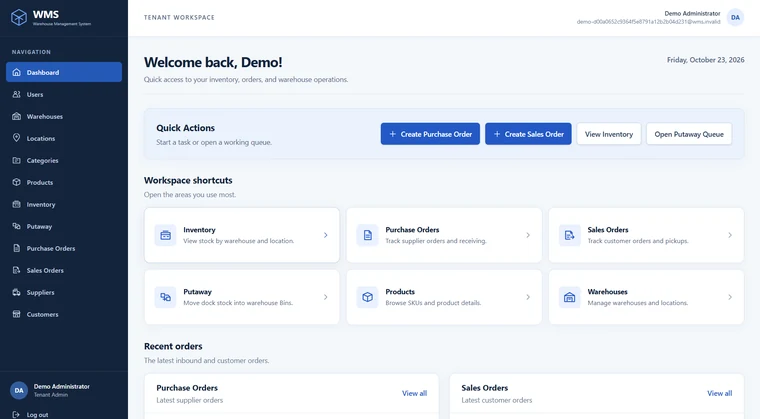 WMS
Warehouse Management System
NAVIGATION
Dashboard
Users
Warehouses
Locations
Categories
Products
Inventory
Putaway
Purchase Orders
Sales Orders
Suppliers
Customers
DA
Demo Administrator
Tenant Admin
Log out
TENANT WORKSPACE
Demo Administrator
demo-d00a0652c9364f5e8791a12b2b04d231@wms.invalid
DA
Welcome back, Demo!
Friday, October 23, 2026
Quick access to your inventory, orders, and warehouse operations.
Quick Actions
Start a task or open a working queue.
Create Purchase Order
Create Sales Order
View Inventory
Open Putaway Queue
Workspace shortcuts
Open the areas you use most.
Inventory
View stock by warehouse and location.
Purchase Orders
Track supplier orders and receiving.
Sales Orders
Track customer orders and pickups.
Putaway
Move dock stock into warehouse Bins.
Products
Browse SKUs and product details.
Warehouses
Manage warehouses and locations.
Recent orders
The latest inbound and customer orders.
Purchase Orders
Latest supplier orders
View all
Sales Orders
Latest customer orders
View all